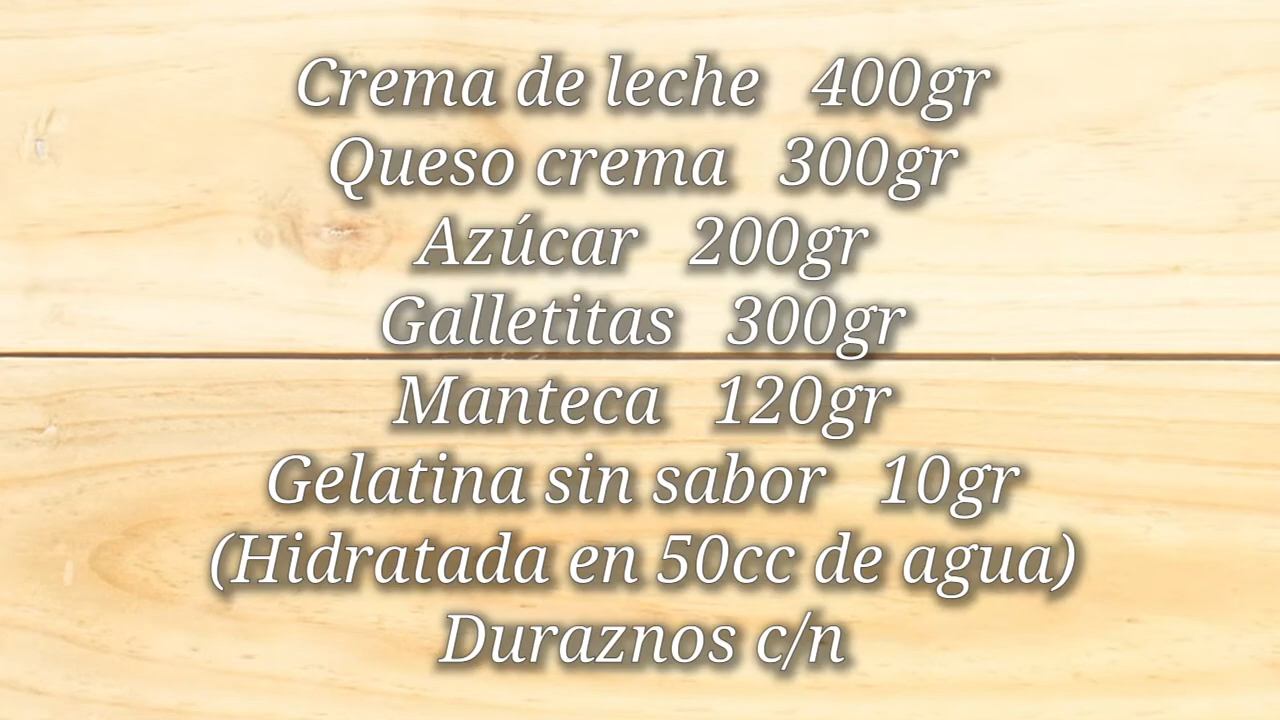 Crema de leche 400gr
Queso crema 300gr
Azúcar 200gr
Galletitas 300gr
Manteca 120gr
Gelatina sin sabor 10gr
(Hidratada en 50cc de agua)
Duraznos c/n